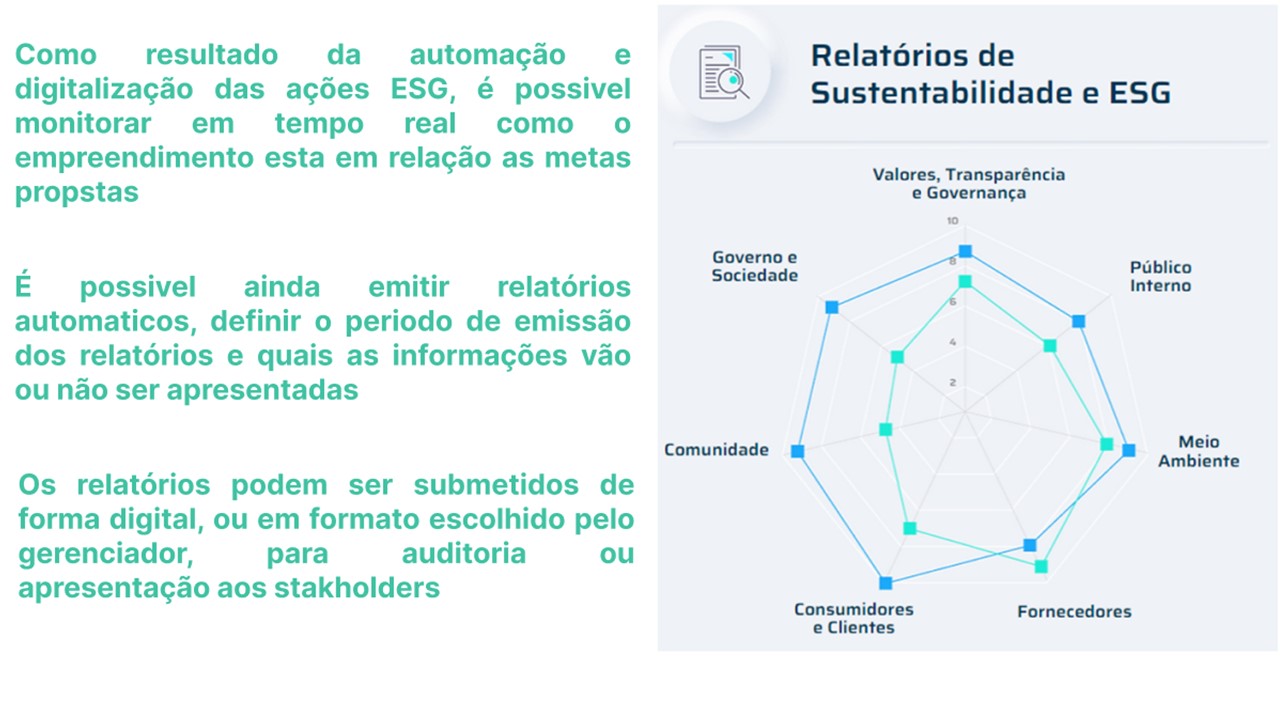 Como resultado da automação e
digitalização das ações ESG, é possivel
monitorar em tempo real como o
empreendimento esta em relação as metas
propstas
É possivel ainda emitir relatórios
automaticos, definir o periodo de emissão
dos relatórios e quais as informações vão
ou não ser apresentadas
Os relatórios podem ser submetidos de
forma digital, ou em formato escolhido pelo
gerenciador, para auditoria ou
apresentação aos stakholders
Relatórios de
Sustentabilidade e ESG
Valores, Transparência
e Governança
10
8
6
4
2
Governo e
Sociedade
Público
Interno
Comunidade
Meio
Ambiente
Consumidores
e Clientes
Fornecedores